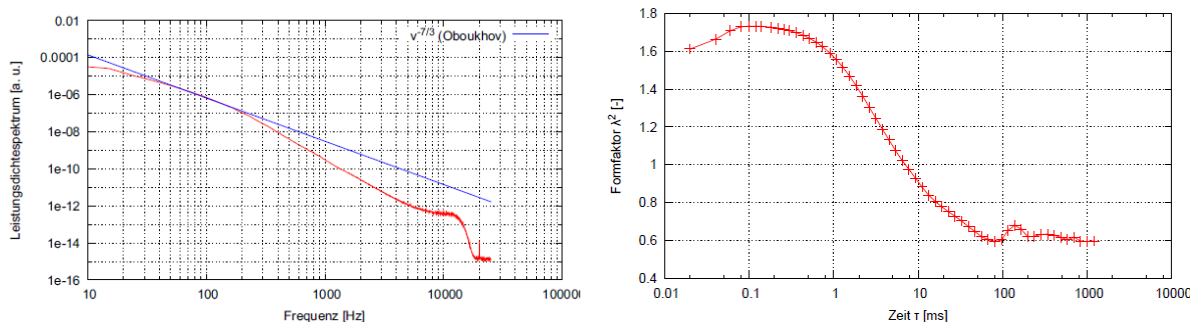 0.01
0.0001
1e-06
1e-08
1e-10
1e-12
1e-14
1e-16
10
100
1000
10000
100000
Leistungsdichtespektrum [a. u.]
Frequenz [Hz]
v-7/3 (Oboukhov)
1.8
1.6
1.4
1.2
1
0.8
0.6
0.4
0.01
0.1
1
10
100
1000
10000
Formfaktor λ² [-]
Zeit τ [ms]